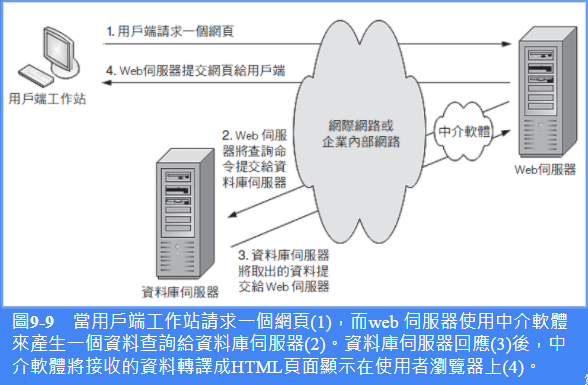 1. 用戶端請求一個網頁
4. Web伺服器提交網頁給用戶端
用戶端工作站
網際網路或
企業內部網路
中介軟體
Web伺服器
2. Web 伺服
器將查詢命
令提交給資
料庫伺服器
3. 資料庫伺服器
將取出的資料提
交給Web 伺服器
資料庫伺服器
圖9-9 當用戶端工作站請求一個網頁(1)，而web 伺服器使用中介軟體
來產生一個資料查詢給資料庫伺服器(2)。資料庫伺服器回應(3)後，中
介軟體將接收的資料轉譯成HTML頁面顯示在使用者瀏覽器上(4)。